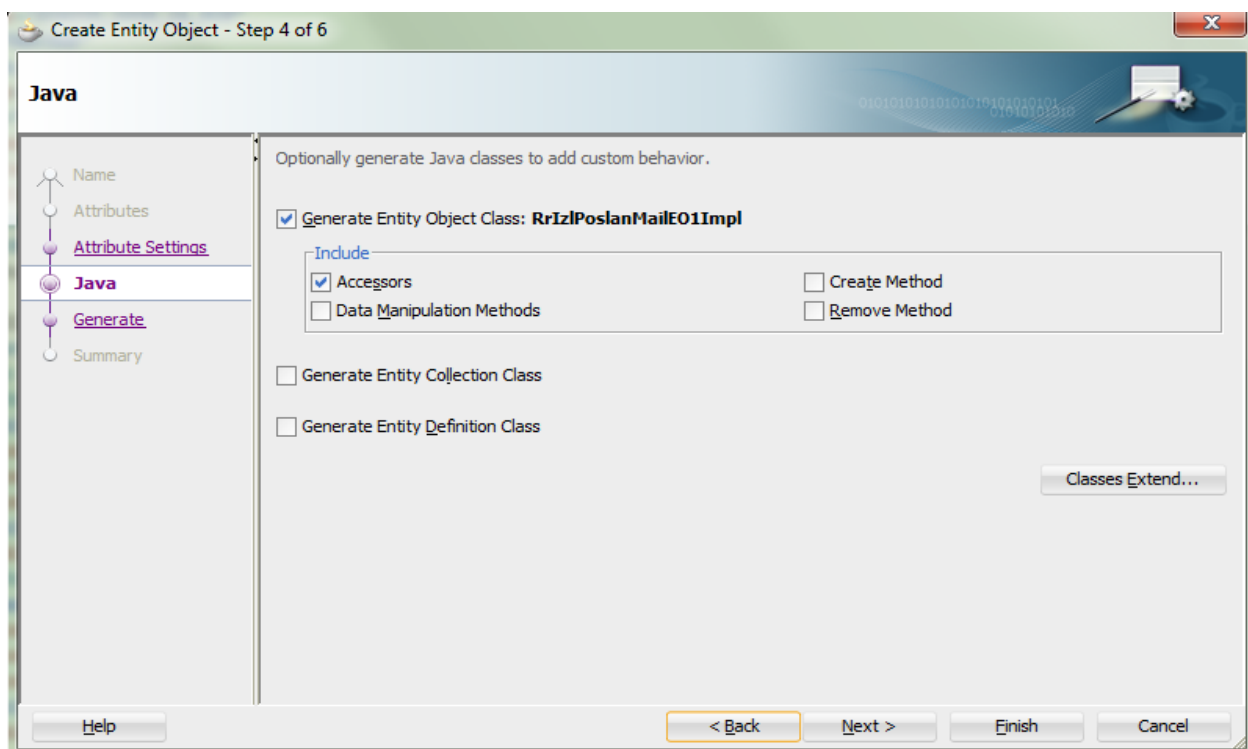 Create Entity Object - Step 4 of 6
Java
Name
Attributes
Attribute Settings
Java
Generate
Summary
Optionally generate Java classes to add custom behavior.
Generate Entity Object Class: RrIzlPoslanMailEO1Impl
Include
Accessors
Create Method
Data Manipulation Methods
Remove Method
Generate Entity Collection Class
Generate Entity Definition Class
Classes Extend...
Help
< Back
Next >
Finish
Cancel